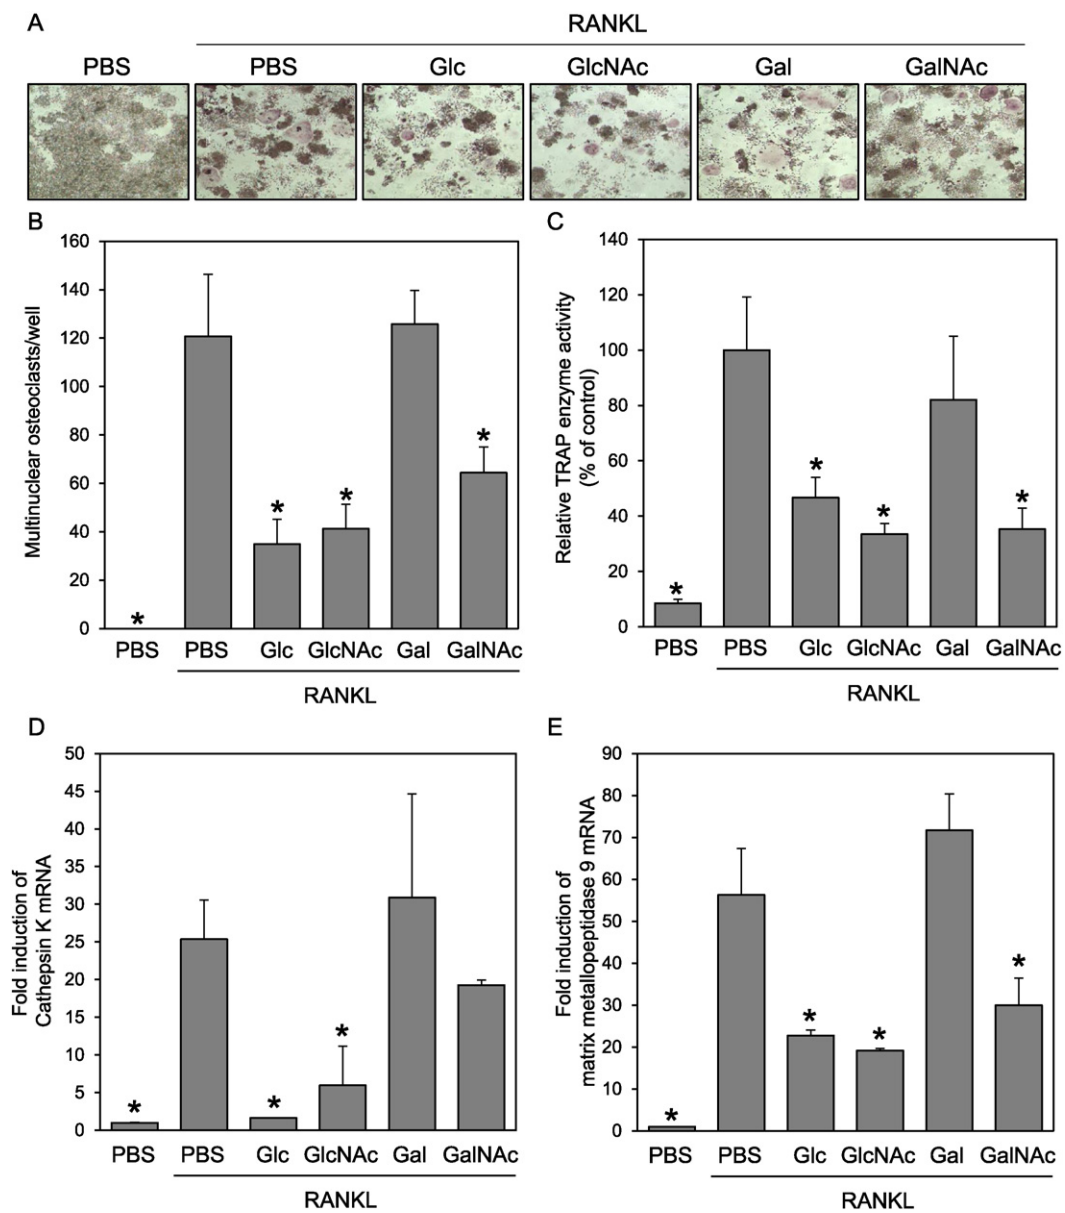 A
RANKL
PBS PBS Glc GlcNAc Gal GalNAc
B
Multinuclear osteoclasts/well
160
140
120
100
80
60
40
20
0
* * * *
PBS PBS Glc GlcNAc Gal GalNAc
RANKL
C
Relative TRAP enzyme activity
(% of control)
140
120
100
80
60
40
20
0
* * * *
PBS PBS Glc GlcNAc Gal GalNAc
RANKL
D
Fold induction of
Cathepsin K mRNA
50
45
40
35
30
25
20
15
10
5
0
* * *
PBS PBS Glc GlcNAc Gal GalNAc
RANKL
E
Fold induction of
matrix metallopeptidase 9 mRNA
90
80
70
60
50
40
30
20
10
0
* * * *
PBS PBS Glc GlcNAc Gal GalNAc
RANKL